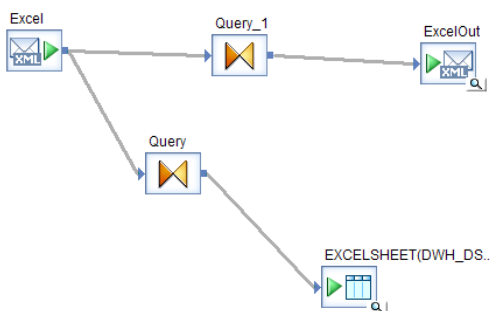 Excel
Query_1
ExcelOut
XML
XML
Query
EXCELSHEET(DWH_DS..